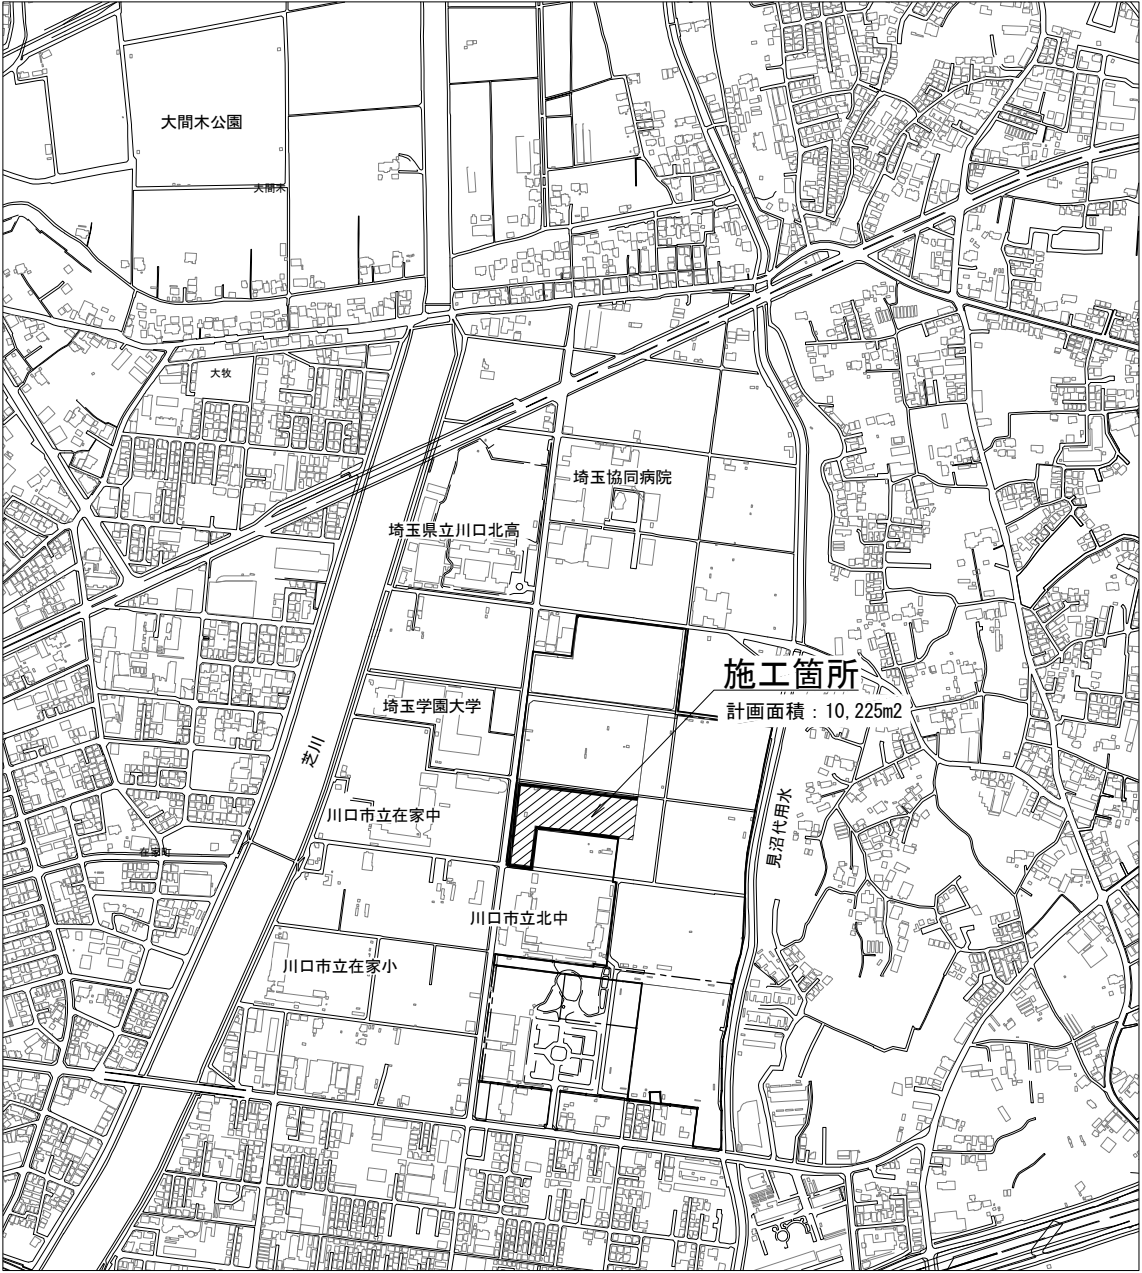 大間木公園
大間木
大牧
埼玉協同病院
埼玉県立川口北高
施工箇所
計画面積：10,225m2
埼玉学園大学
芝川
川口市立在家中
見沼代用水
在家町
川口市立北中
川口市立在家小